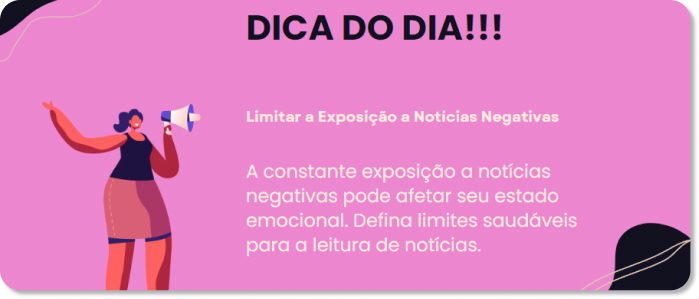 DICA DO DIA!!!
Limitar a Exposição a Notícias Negativas
A constante exposição a notícias
negativas pode afetar seu estado
emocional. Defina limites saudáveis
para a leitura de notícias.